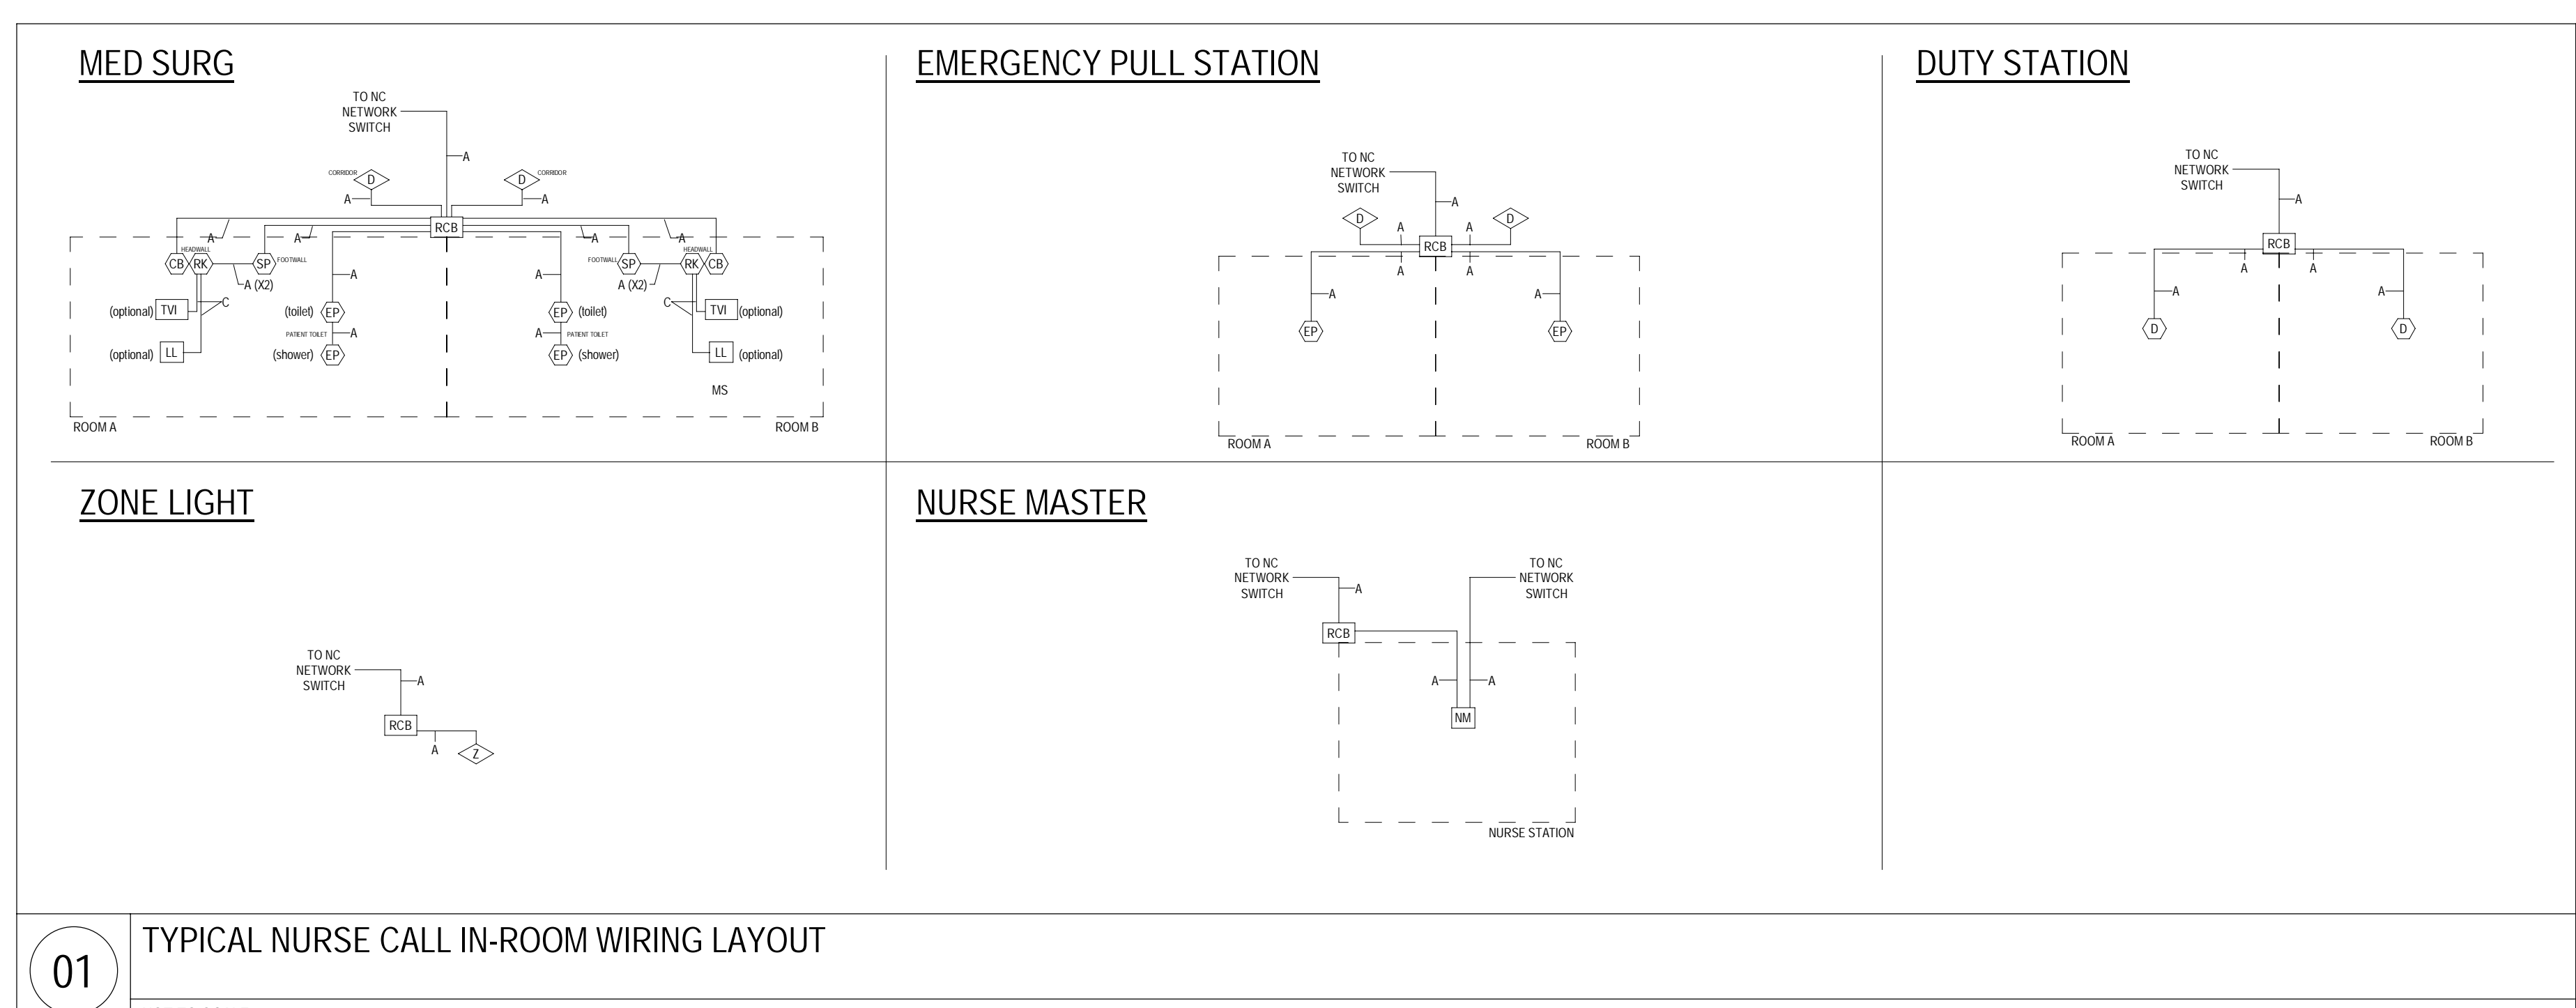 MED SURG
TO NC
NETWORK
SWITCH
A
CORRIDOR
D
D
CORRIDOR
A
A
RCB
A
A
A
A
HEADWALL
CB
RK
SP
FOOTWALL
FOOTWALL
SP
HEADWALL
RK
CB
A
A
A (X2)
A (X2)
C
C
(optional)
TVI
(toilet)
EP
EP
(toilet)
TVI
(optional)
PATIENT TOILET
A
A
PATIENT TOILET
(optional)
LL
(shower)
EP
EP
(shower)
LL
(optional)
MS
ROOM A
ROOM B
EMERGENCY PULL STATION
TO NC
NETWORK
SWITCH
A
D
A
A
D
RCB
A
A
A
A
EP
EP
ROOM A
ROOM B
DUTY STATION
TO NC
NETWORK
SWITCH
A
RCB
A
A
A
A
D
D
ROOM A
ROOM B
ZONE LIGHT
TO NC
NETWORK
SWITCH
A
RCB
A
Z
NURSE MASTER
TO NC
NETWORK
SWITCH
TO NC
NETWORK
SWITCH
A
RCB
A
A
NM
NURSE STATION
01
TYPICAL NURSE CALL IN-ROOM WIRING LAYOUT